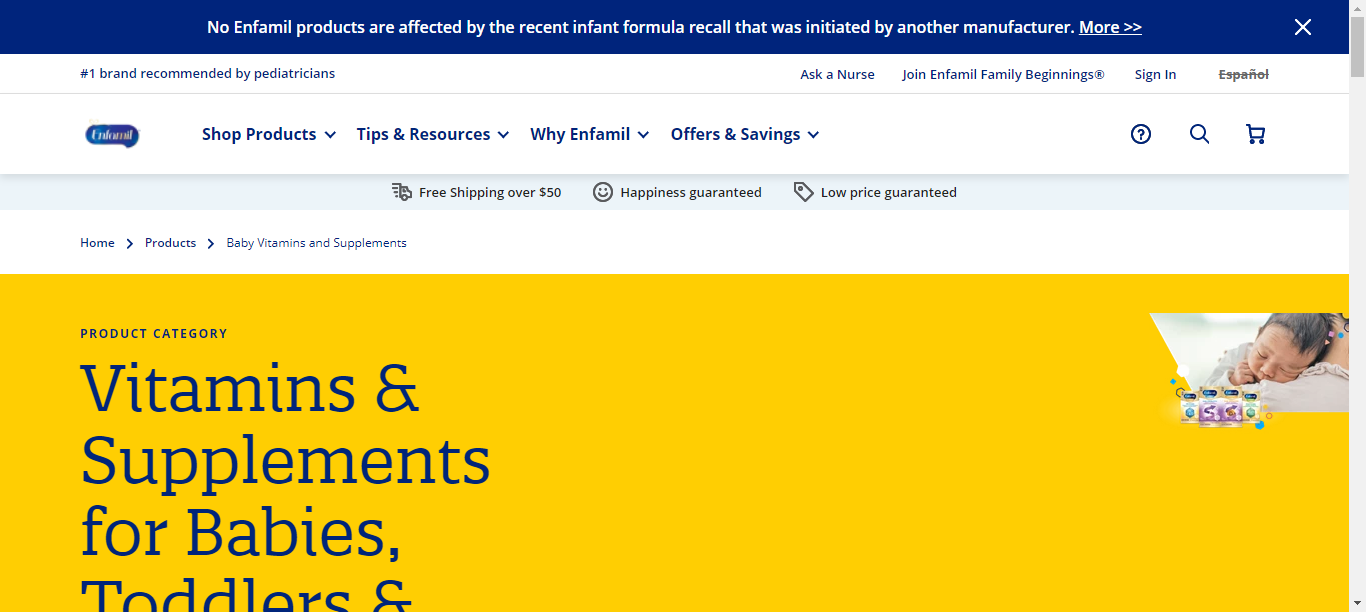 No Enfamil products are affected by the recent infant formula recall that was initiated by another manufacturer. More >>
#1 brand recommended by pediatricians
Ask a Nurse
Join Enfamil Family Beginnings®
Sign In
Español
Enfamil
Shop Products
Tips & Resources
Why Enfamil
Offers & Savings
Free Shipping over $50
Happiness guaranteed
Low price guaranteed
Home
Products
Baby Vitamins and Supplements
PRODUCT CATEGORY
Vitamins &
Supplements
for Babies,
Toddlers &